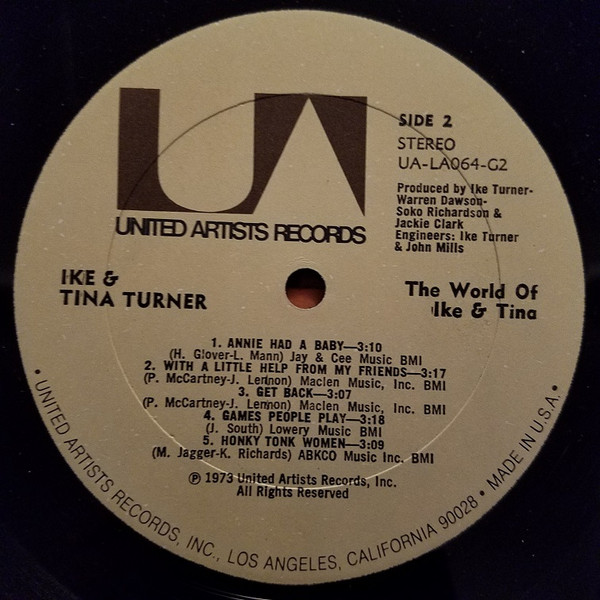 UA
UNITED ARTISTS RECORDS
SIDE 2
STEREO
UA-LA064-G2
Produced by Ike Turner-
Warren Dawson-
Soko Richardson &
Jackie Clark
Engineers: Ike Turner
& John Mills
IKE &
TINA TURNER
The World Of
Ike & Tina
1. ANNIE HAD A BABY—3:10
(H. Glover-L. Mann) Jay & Cee Music BMI
2. WITH A LITTLE HELP FROM MY FRIENDS—3:17
(P. McCartney-J. Lennon) Maclen Music, Inc. BMI
3. GET BACK—3:07
(P. McCartney-J. Lennon) Maclen Music, Inc. BMI
4. GAMES PEOPLE PLAY—3:18
(J. South) Lowery Music BMI
5. HONKY TONK WOMEN—3:09
(M. Jagger-K. Richards) ABKCO Music Inc. BMI
℗ 1973 United Artists Records, Inc.
All Rights Reserved
• UNITED ARTISTS RECORDS, INC., LOS ANGELES, CALIFORNIA 90028 • MADE IN U.S.A. •